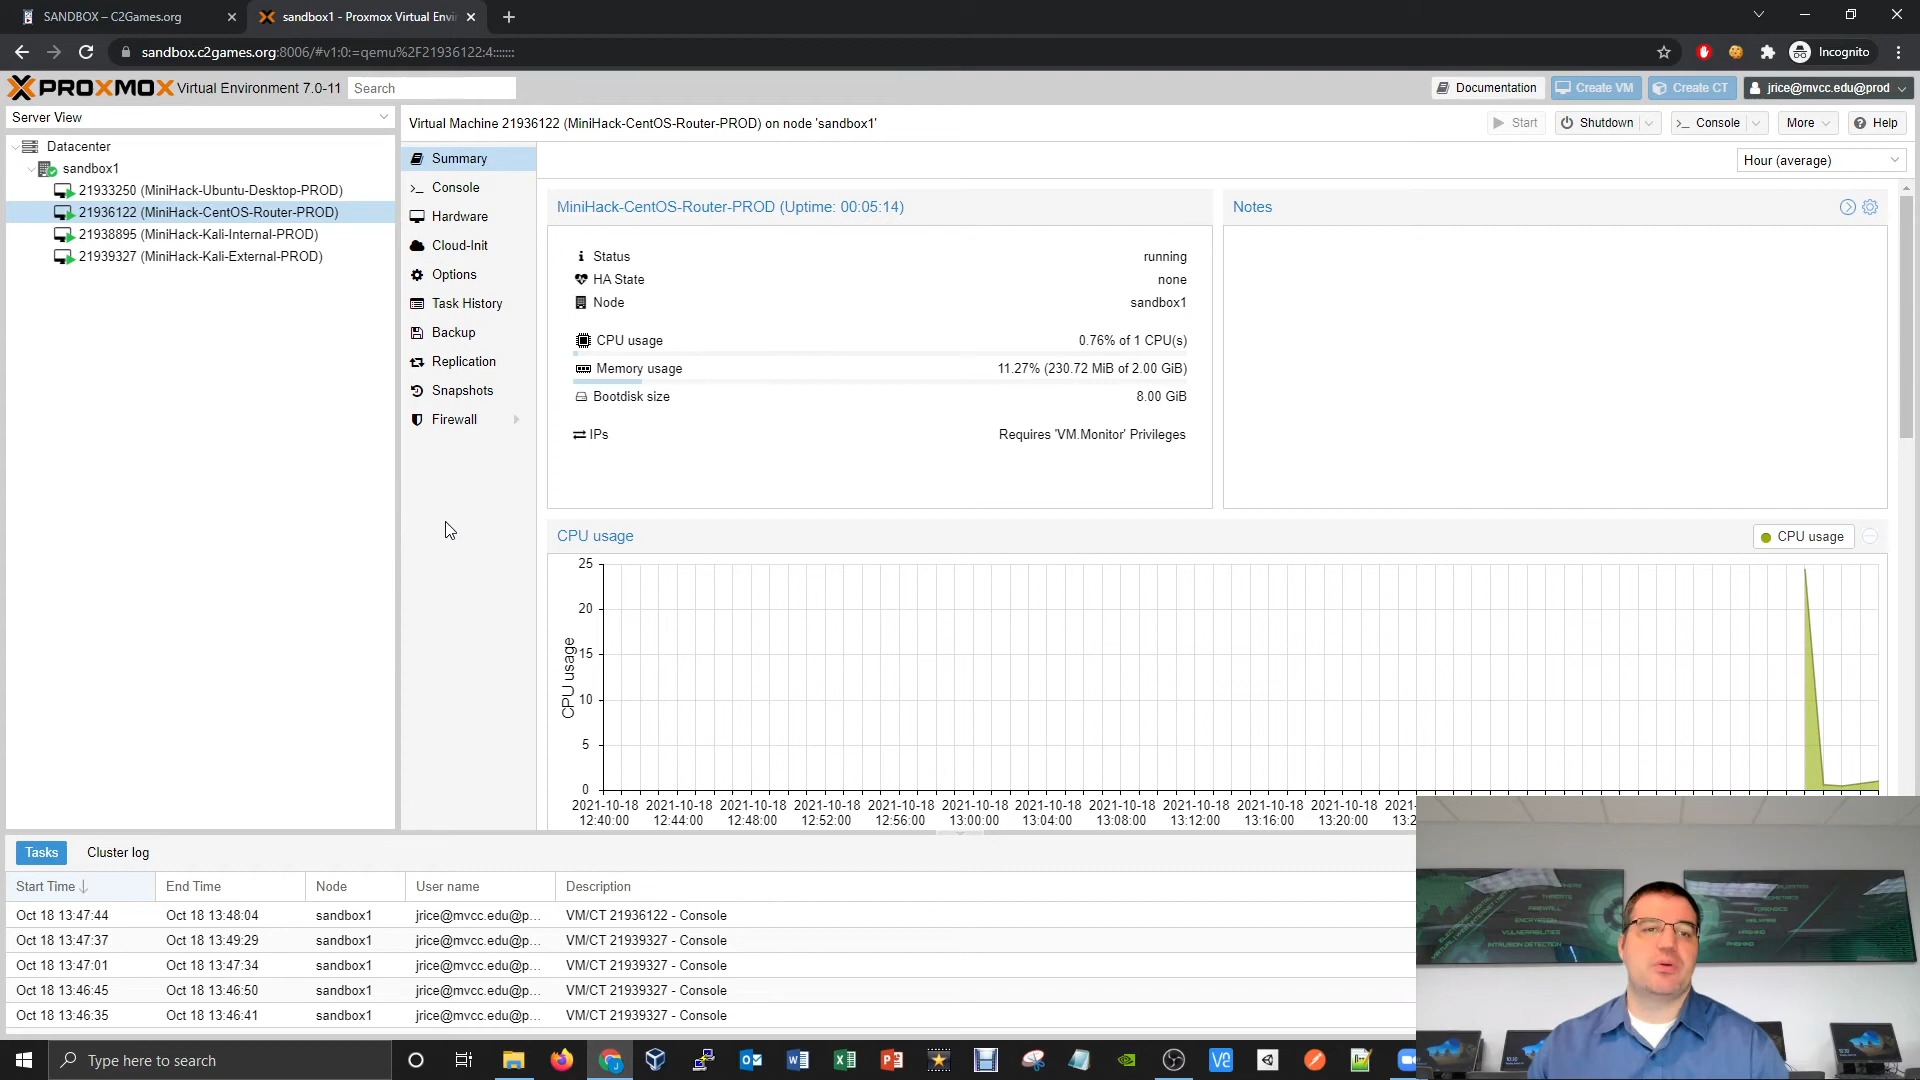 SANDBOX – C2Games.org
sandbox1 - Proxmox Virtual Envir
sandbox.c2games.org:8006/#v1:0:=qemu%2F21936122:4:::::::
Incognito
PROXMOX Virtual Environment 7.0-11
Search
Documentation
Create VM
Create CT
jrice@mvcc.edu@prod
Server View
Virtual Machine 21936122 (MiniHack-CentOS-Router-PROD) on node 'sandbox1'
Start
Shutdown
Console
More
Help
Datacenter
sandbox1
21933250 (MiniHack-Ubuntu-Desktop-PROD)
21936122 (MiniHack-CentOS-Router-PROD)
21938895 (MiniHack-Kali-Internal-PROD)
21939327 (MiniHack-Kali-External-PROD)
Summary
Console
Hardware
Cloud-Init
Options
Task History
Backup
Replication
Snapshots
Firewall
Hour (average)
MiniHack-CentOS-Router-PROD (Uptime: 00:05:14)
Status running
HA State none
Node sandbox1
CPU usage 0.76% of 1 CPU(s)
Memory usage 11.27% (230.72 MiB of 2.00 GiB)
Bootdisk size 8.00 GiB
IPs Requires 'VM.Monitor' Privileges
Notes
CPU usage
CPU usage
CPU usage
25
20
15
10
5
0
2021-10-18 2021-10-18 2021-10-18 2021-10-18 2021-10-18 2021-10-18 2021-10-18 2021-10-18 2021-10-18 2021-10-18 2021-10-18 2021-
12:40:00 12:44:00 12:48:00 12:52:00 12:56:00 13:00:00 13:04:00 13:08:00 13:12:00 13:16:00 13:20:00 13:2
Tasks
Cluster log
Start Time End Time Node User name Description
Oct 18 13:47:44 Oct 18 13:48:04 sandbox1 jrice@mvcc.edu@p... VM/CT 21936122 - Console
Oct 18 13:47:37 Oct 18 13:49:29 sandbox1 jrice@mvcc.edu@p... VM/CT 21939327 - Console
Oct 18 13:47:01 Oct 18 13:47:34 sandbox1 jrice@mvcc.edu@p... VM/CT 21939327 - Console
Oct 18 13:46:45 Oct 18 13:46:50 sandbox1 jrice@mvcc.edu@p... VM/CT 21939327 - Console
Oct 18 13:46:35 Oct 18 13:46:41 sandbox1 jrice@mvcc.edu@p... VM/CT 21939327 - Console
THREATS
FIREWALL
ENCRYPTION
VULNERABILITIES
INTRUSION DETECTION
FORENSICS
MALWARE
HASHING
PHISHING
Type here to search